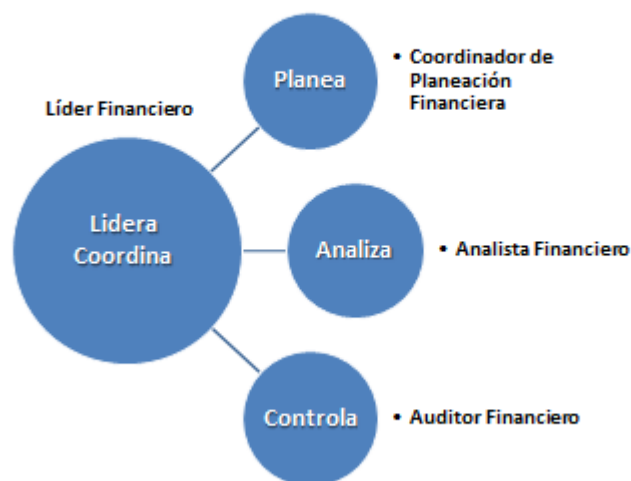 Planea
• Coordinador de
Planeación
Financiera
Líder Financiero
Lidera
Coordina
Analiza
• Analista Financiero
Controla
• Auditor Financiero